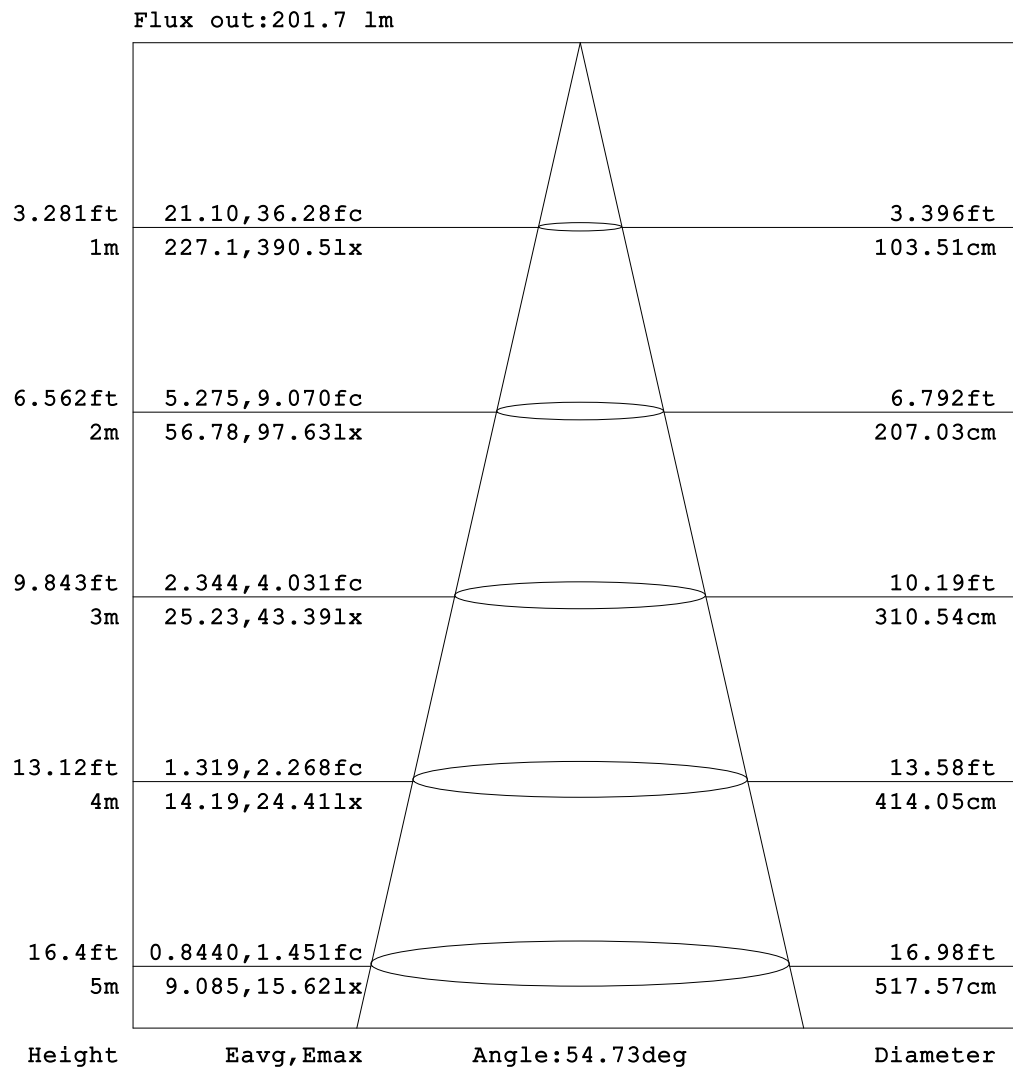 Flux out:201.7 lm
3.281ft 21.10,36.28fc 3.396ft
1m 227.1,390.5lx 103.51cm
6.562ft 5.275,9.070fc 6.792ft
2m 56.78,97.63lx 207.03cm
9.843ft 2.344,4.031fc 10.19ft
3m 25.23,43.39lx 310.54cm
13.12ft 1.319,2.268fc 13.58ft
4m 14.19,24.41lx 414.05cm
16.4ft 0.8440,1.451fc 16.98ft
5m 9.085,15.62lx 517.57cm
Height Eavg,Emax Angle:54.73deg Diameter